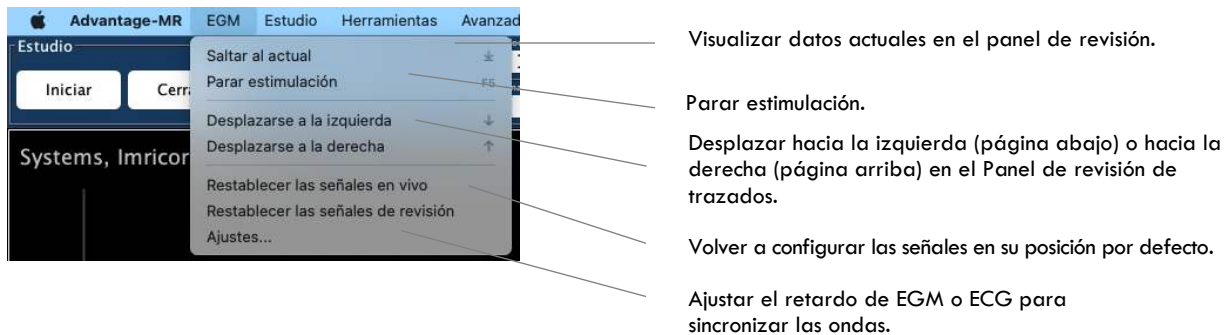 Advantage-MR EGM Estudio Herramientas Avanzad
Estudio
Iniciar
Cerr
Saltar al actual
Parar estimulación F5
Desplazarse a la izquierda ↓
Desplazarse a la derecha ↑
Restablecer las señales en vivo
Restablecer las señales de revisión
Ajustes...
Systems, Imricor
Visualizar datos actuales en el panel de revisión.
Parar estimulación.
Desplazar hacia la izquierda (página abajo) o hacia la
derecha (página arriba) en el Panel de revisión de
trazados.
Volver a configurar las señales en su posición por defecto.
Ajustar el retardo de EGM o ECG para
sincronizar las ondas.